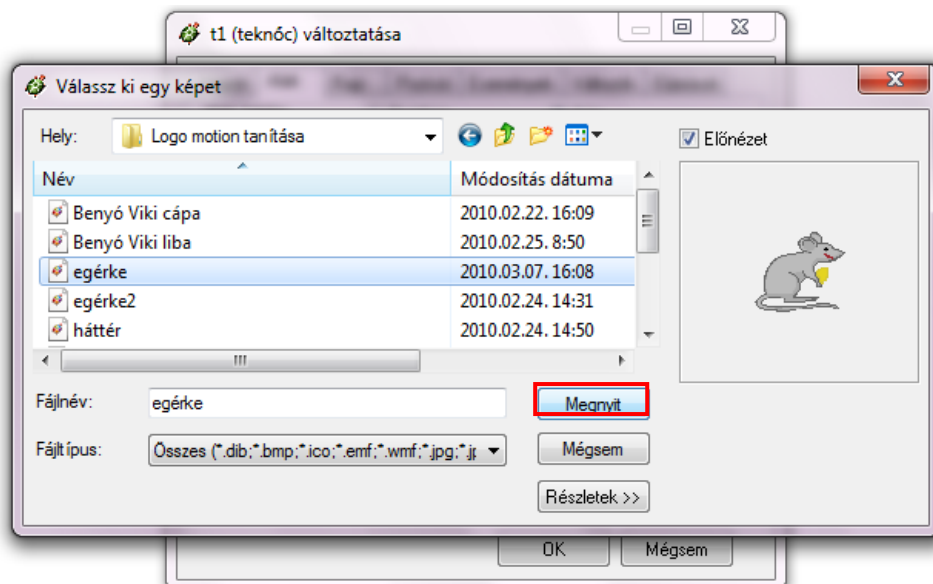 t1 (teknőc) változtatása
Válassz ki egy képet
Hely: Logo motion tanítása
Előnézet
Név Módosítás dátuma
Benyó Viki cápa 2010.02.22. 16:09
Benyó Viki liba 2010.02.25. 8:50
egérke 2010.03.07. 16:08
egérke2 2010.02.24. 14:31
háttér 2010.02.24. 14:50
Fájlnév: egérke Megnyit
Fájltípus: Összes (*.dib;*.bmp;*.ico;*.emf;*.wmf;*.jpg;*.jp Mégsem
Részletek >>
OK Mégsem